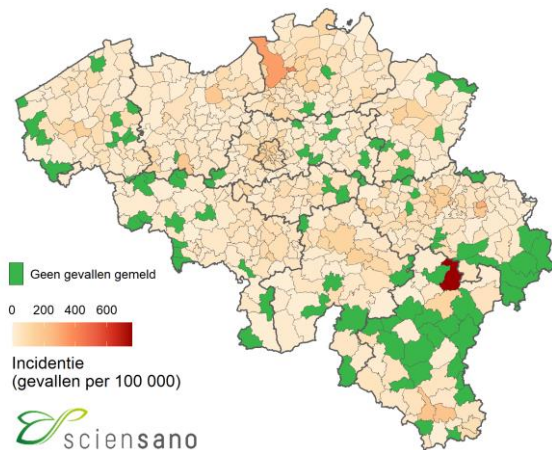 Geen gevallen gemeld
0 200 400 600
Incidentie
(gevallen per 100 000)
sciensano